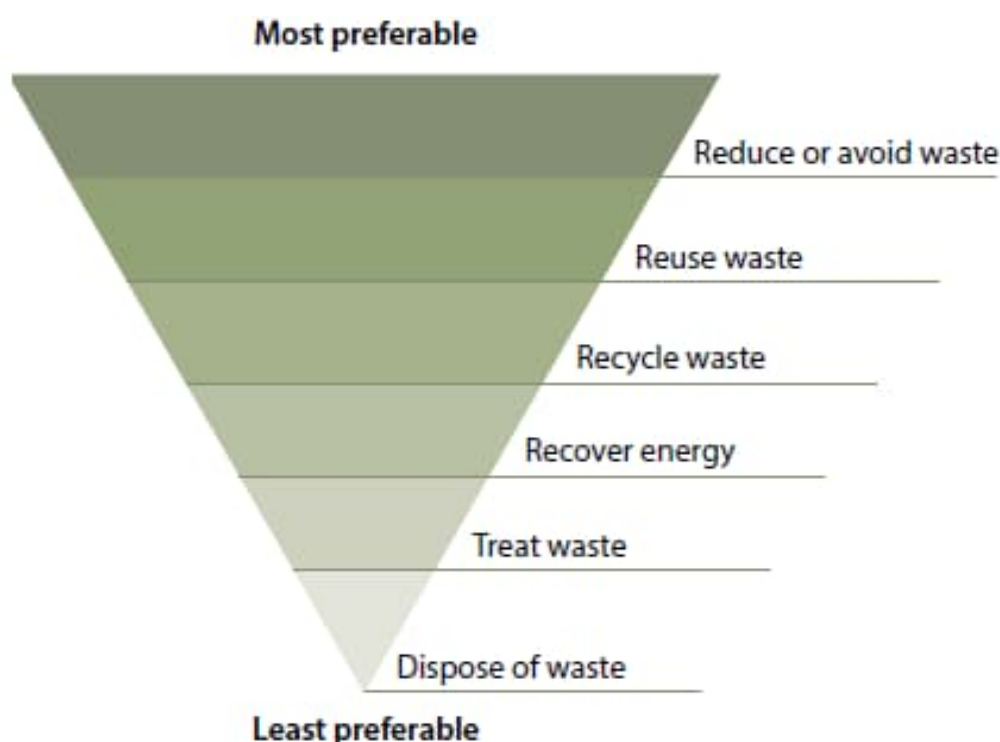 Most preferable
Reduce or avoid waste
Reuse waste
Recycle waste
Recover energy
Treat waste
Dispose of waste
Least preferable